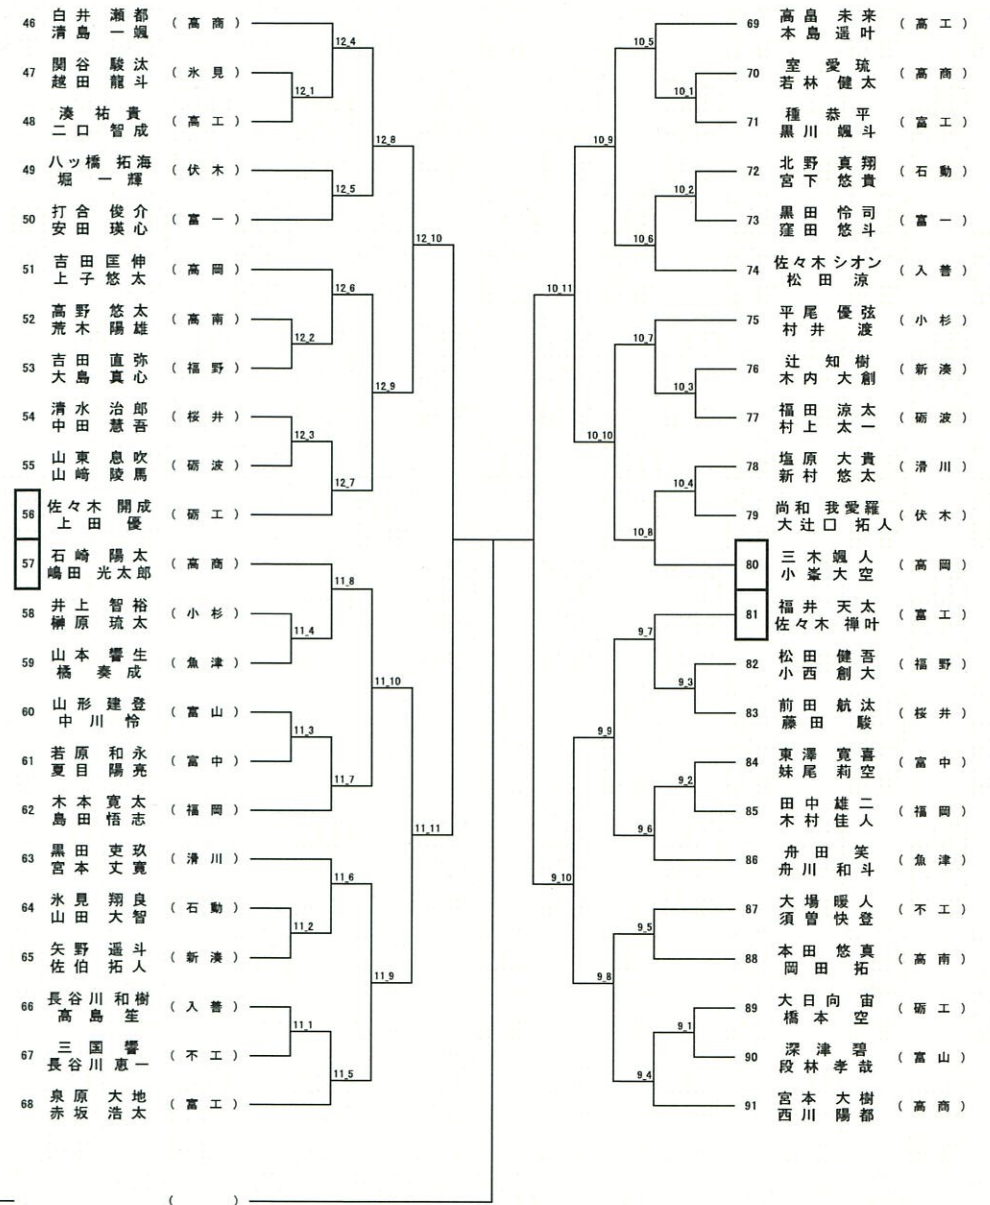 46 白井 瀬都 (高商)
清島 一颯
12_4
47 関谷 駿汰 (氷見)
越田 龍斗
12_1
48 湊 祐貴 (高工)
二口 智成
12_8
49 八ッ橋 拓海 (伏木)
堀 一輝
12_5
50 打合 俊介 (富一)
安田 瑛心
12_10
51 吉田 匡伸 (高岡)
上子 悠太
12_6
52 高野 悠太 (高南)
荒木 陽雄
12_2
53 吉田 直弥 (福野)
大島 真心
12_9
54 清水 治郎 (桜井)
中田 慧吾
12_3
55 山東 息吹 (砺波)
山﨑 陵馬
12_7
56 佐々木 開成 (砺工)
上田 優
57 石崎 陽太 (高商)
嶋田 光太郎
11_8
58 井上 智裕 (小杉)
榊原 琉太
11_4
59 山本 響生 (魚津)
橘 奏成
11_10
60 山形 建登 (富山)
中川 怜
11_3
61 若原 和永 (富中)
夏目 陽亮
11_7
62 木本 寛太 (福岡)
島田 悟志
11_11
63 黒田 吏玖 (滑川)
宮本 丈寛
11_6
64 氷見 翔良 (石動)
山田 大智
11_2
65 矢野 遥斗 (新湊)
佐伯 拓人
11_9
66 長谷川 和樹 (入善)
高島 笙
11_1
67 三国 響 (不工)
長谷川 恵一
11_5
68 泉原 大地 (富工)
赤坂 浩太
( )
69 高畠 未来 (高工)
本島 遥叶
10_5
70 室 愛琉 (高商)
若林 健太
10_1
71 種 恭平 (富工)
黒川 颯斗
10_9
72 北野 真翔 (石動)
宮下 悠貴
10_2
73 黒田 怜司 (富一)
窪田 悠斗
10_6
74 佐々木 シオン (入善)
松田 涼
10_11
75 平尾 優弦 (小杉)
村井 渡
10_7
76 辻 知樹 (新湊)
木内 大創
10_3
77 福田 涼太 (砺波)
村上 太一
10_10
78 塩原 大貴 (滑川)
新村 悠太
10_4
79 尚和 我愛羅 (伏木)
大辻口 拓人
10_8
80 三木 颯人 (高岡)
小峯 大空
81 福井 天太 (富工)
佐々木 禅叶
9_7
82 松田 健吾 (福野)
小西 創大
9_3
83 前田 航汰 (桜井)
藤田 駿
9_9
84 東澤 寛喜 (富中)
妹尾 莉空
9_2
85 田中 雄二 (福岡)
木村 佳人
9_6
86 舟田 笑 (魚津)
舟川 和斗
9_10
87 大場 暖人 (不工)
須曽 快登
9_5
88 本田 悠真 (高南)
岡田 拓
9_8
89 大日向 宙 (砺工)
橋本 空
9_1
90 深津 碧 (富山)
段林 孝哉
9_4
91 宮本 大樹 (高商)
西川 陽都